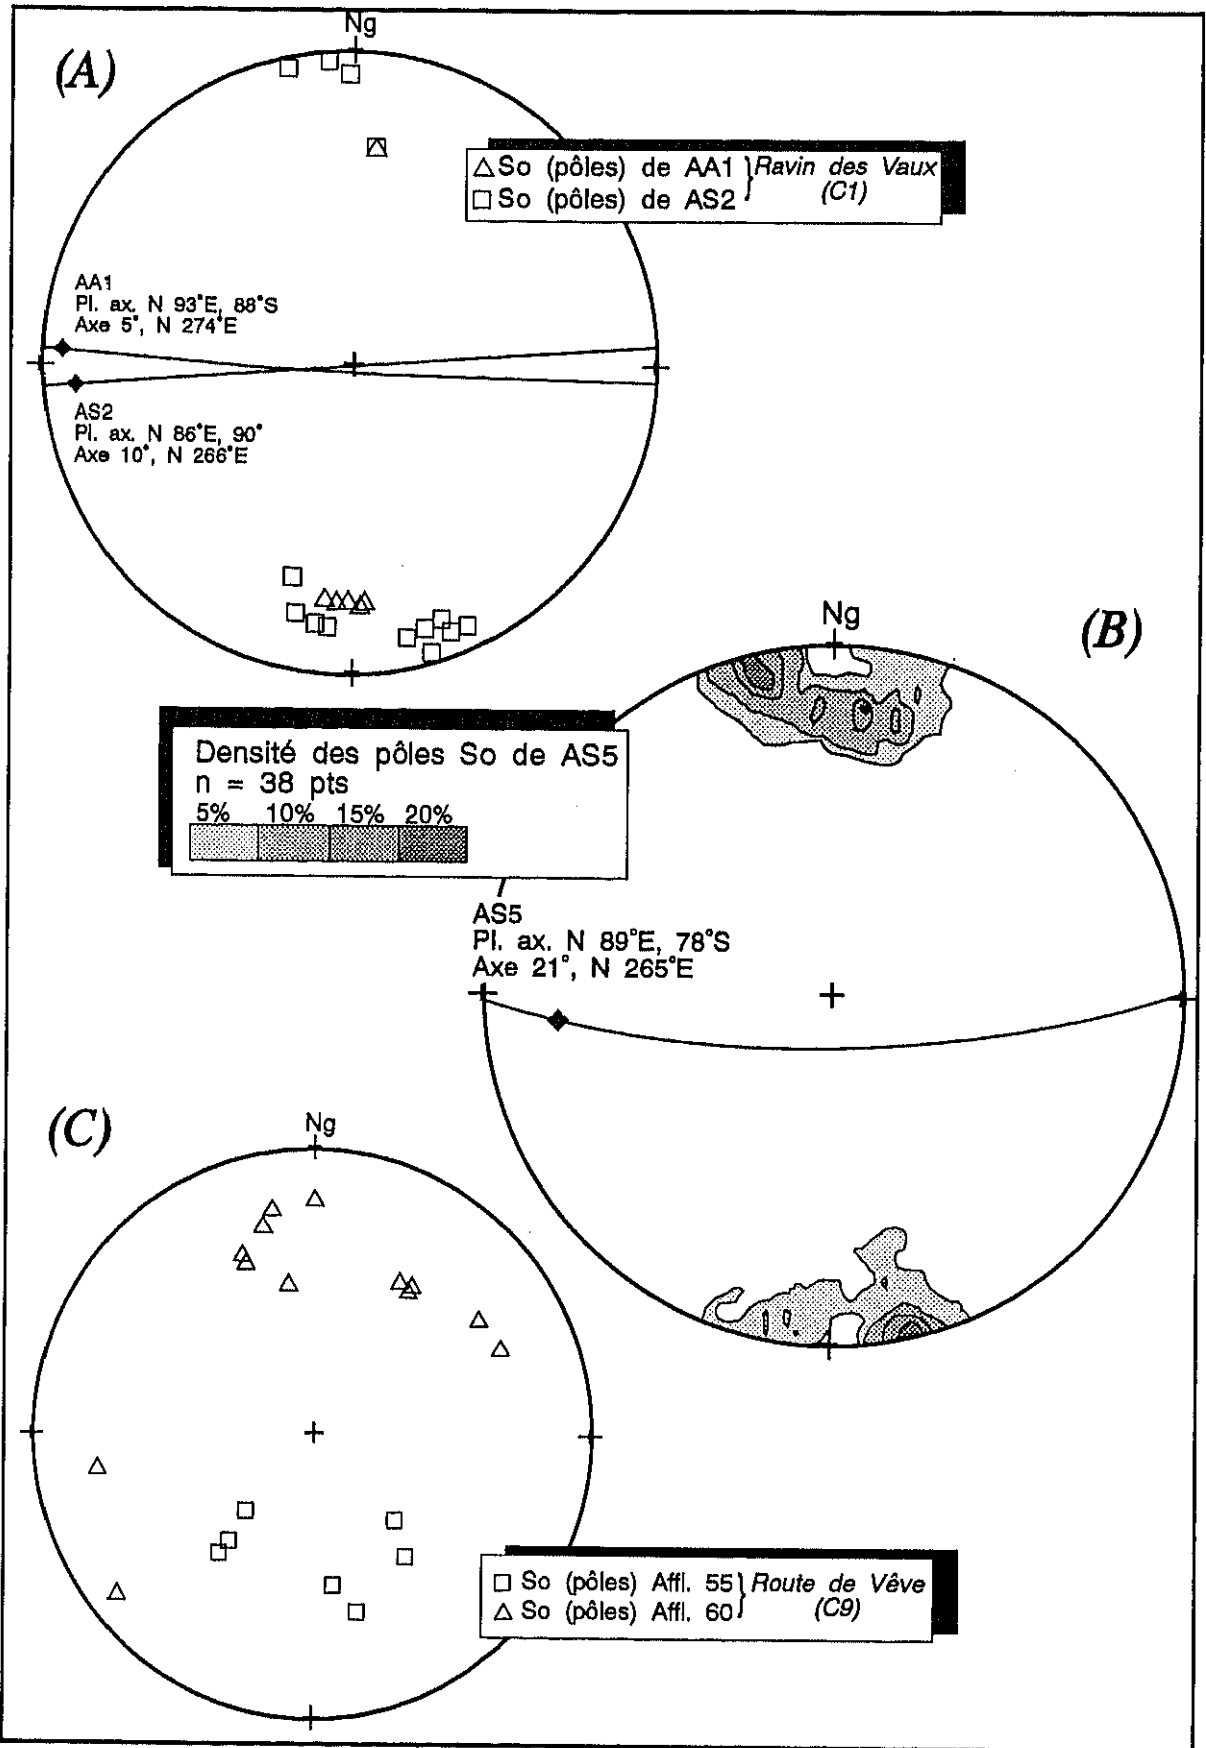 (A)
Ng
△ So (pôles) de AA1 } Ravin des Vaux
□ So (pôles) de AS2 (C1)
AA1
Pl. ax. N 93°E, 88°S
Axe 5°, N 274°E
AS2
Pl. ax. N 86°E, 90°
Axe 10°, N 266°E
(B)
Ng
Densité des pôles So de AS5
n = 38 pts
5% 10% 15% 20%
AS5
Pl. ax. N 89°E, 78°S
Axe 21°, N 265°E
(C)
Ng
□ So (pôles) Affl. 55 } Route de Vêve
△ So (pôles) Affl. 60 (C9)